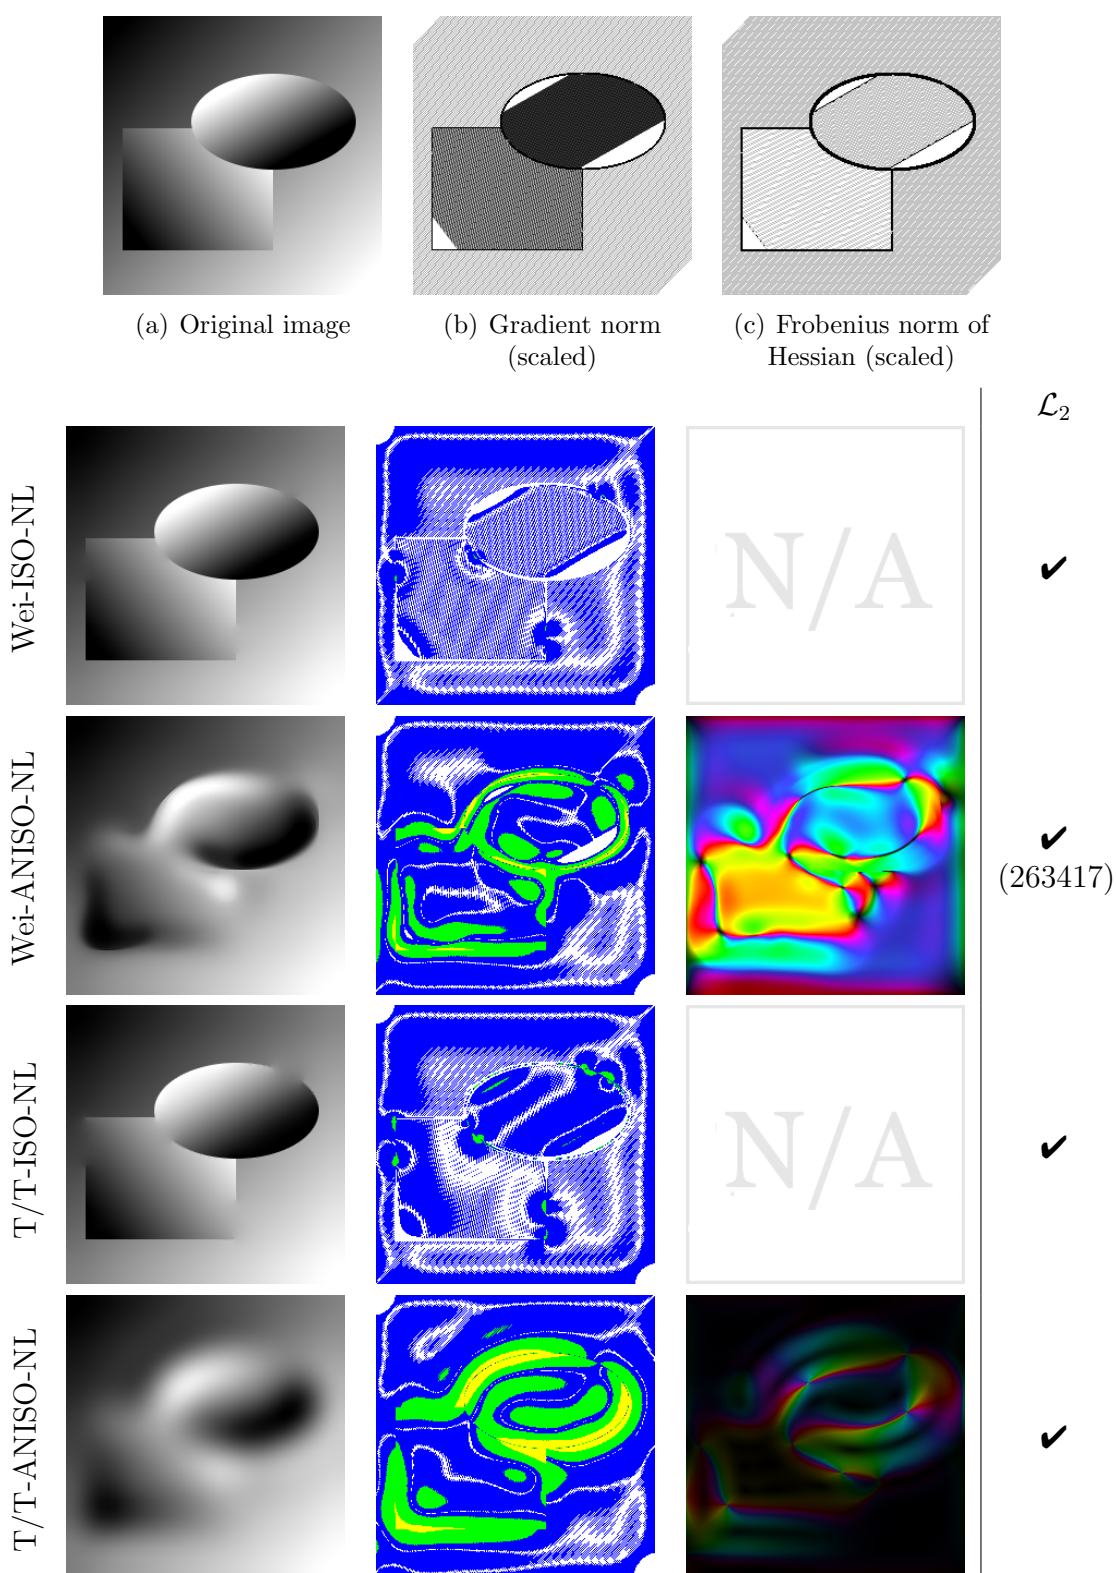 (a) Original image
(b) Gradient norm
(scaled)
(c) Frobenius norm of
Hessian (scaled)
ℒ₂
Wei-ISO-NL
N/A
✔
Wei-ANISO-NL
✔
(263417)
T/T-ISO-NL
N/A
✔
T/T-ANISO-NL
✔